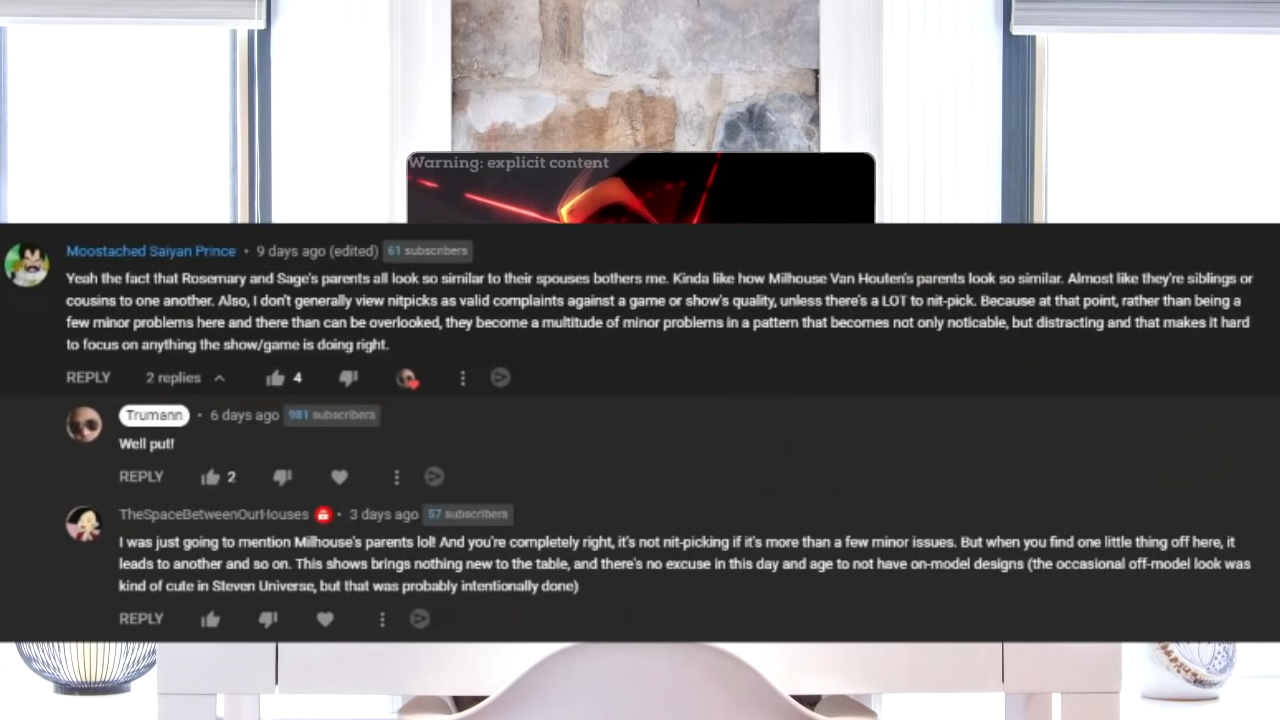 Warning: explicit content
Moostached Saiyan Prince • 9 days ago (edited) 61 subscribers
Yeah the fact that Rosemary and Sage's parents all look so similar to their spouses bothers me. Kinda like how Milhouse Van Houten's parents look so similar. Almost like they're siblings or
cousins to one another. Also, I don't generally view nitpicks as valid complaints against a game or show's quality, unless there's a LOT to nit-pick. Because at that point, rather than being a
few minor problems here and there than can be overlooked, they become a multitude of minor problems in a pattern that becomes not only noticable, but distracting and that makes it hard
to focus on anything the show/game is doing right.
REPLY 2 replies 4
Trumann • 6 days ago 981 subscribers
Well put!
REPLY 2
TheSpaceBetweenOurHouses • 3 days ago 57 subscribers
I was just going to mention Milhouse's parents lol! And you're completely right, it's not nit-picking if it's more than a few minor issues. But when you find one little thing off here, it
leads to another and so on. This shows brings nothing new to the table, and there's no excuse in this day and age to not have on-model designs (the occasional off-model look was
kind of cute in Steven Universe, but that was probably intentionally done)
REPLY